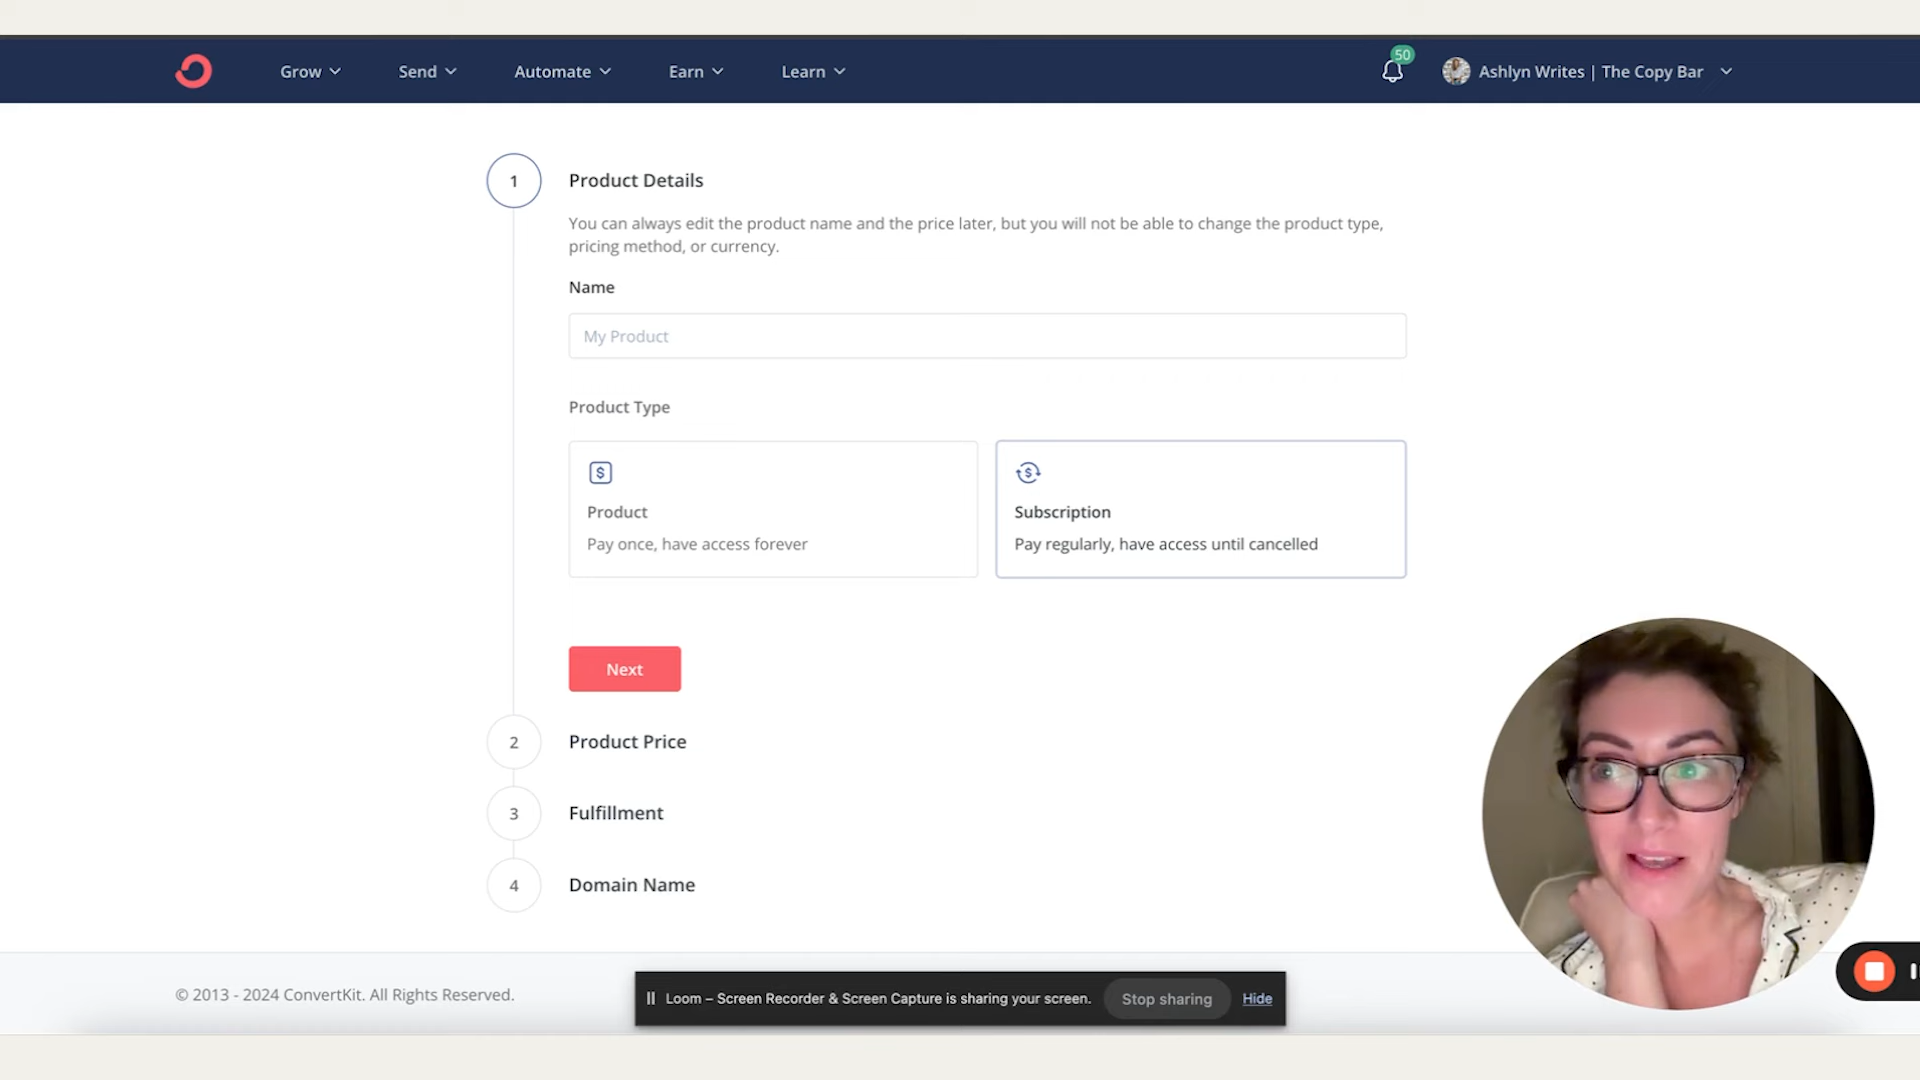 Grow
Send
Automate
Earn
Learn
50
Ashlyn Writes | The Copy Bar
1
Product Details
You can always edit the product name and the price later, but you will not be able to change the product type,
pricing method, or currency.
Name
My Product
Product Type
$
Product
Pay once, have access forever
$
Subscription
Pay regularly, have access until cancelled
Next
2
Product Price
3
Fulfillment
4
Domain Name
© 2013 - 2024 ConvertKit. All Rights Reserved.
Loom – Screen Recorder & Screen Capture is sharing your screen.
Stop sharing
Hide